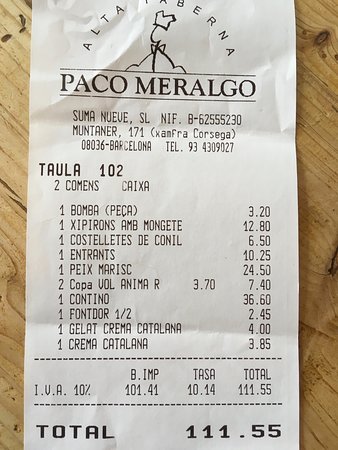 ALTA TABERNA
PACO MERALGO
SUMA NUEVE, SL NIF. B-62555230
MUNTANER, 171 (xamfra Corsega)
08036-BARCELONA TEL. 93 4309027
TAULA 102
2 COMENS CAIXA
1 BOMBA (PEÇA) 3.20
1 XIPIRONS AMB MONGETE 12.80
1 COSTELLETES DE CONIL 6.50
1 ENTRANTS 10.25
1 PEIX MARISC 24.50
2 Copa VOL ANIMA R 3.70 7.40
1 CONTINO 36.60
1 FONTDOR 1/2 2.45
1 GELAT CREMA CATALANA 4.00
1 CREMA CATALANA 3.85
B.IMP TASA TOTAL
I.V.A. 10% 101.41 10.14 111.55
TOTAL 111.55